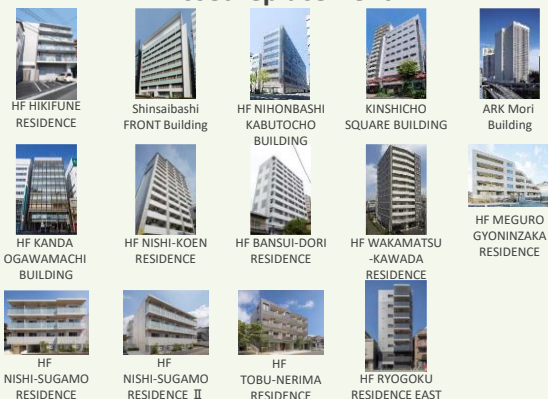 HF HIKIFUNE
RESIDENCE
Shinsaibashi
FRONT Building
HF NIHONBASHI
KABUTOCHO
BUILDING
KINSHICHO
SQUARE BUILDING
ARK Mori
Building
HF KANDA
OGAWAMACHI
BUILDING
HF NISHI-KOEN
RESIDENCE
HF BANSUI-DORI
RESIDENCE
HF WAKAMATSU
-KAWADA
RESIDENCE
HF MEGURO
GYONINZAKA
RESIDENCE
HF
NISHI-SUGAMO
RESIDENCE
HF
NISHI-SUGAMO
RESIDENCE Ⅱ
HF
TOBU-NERIMA
RESIDENCE
HF RYOGOKU
RESIDENCE EAST